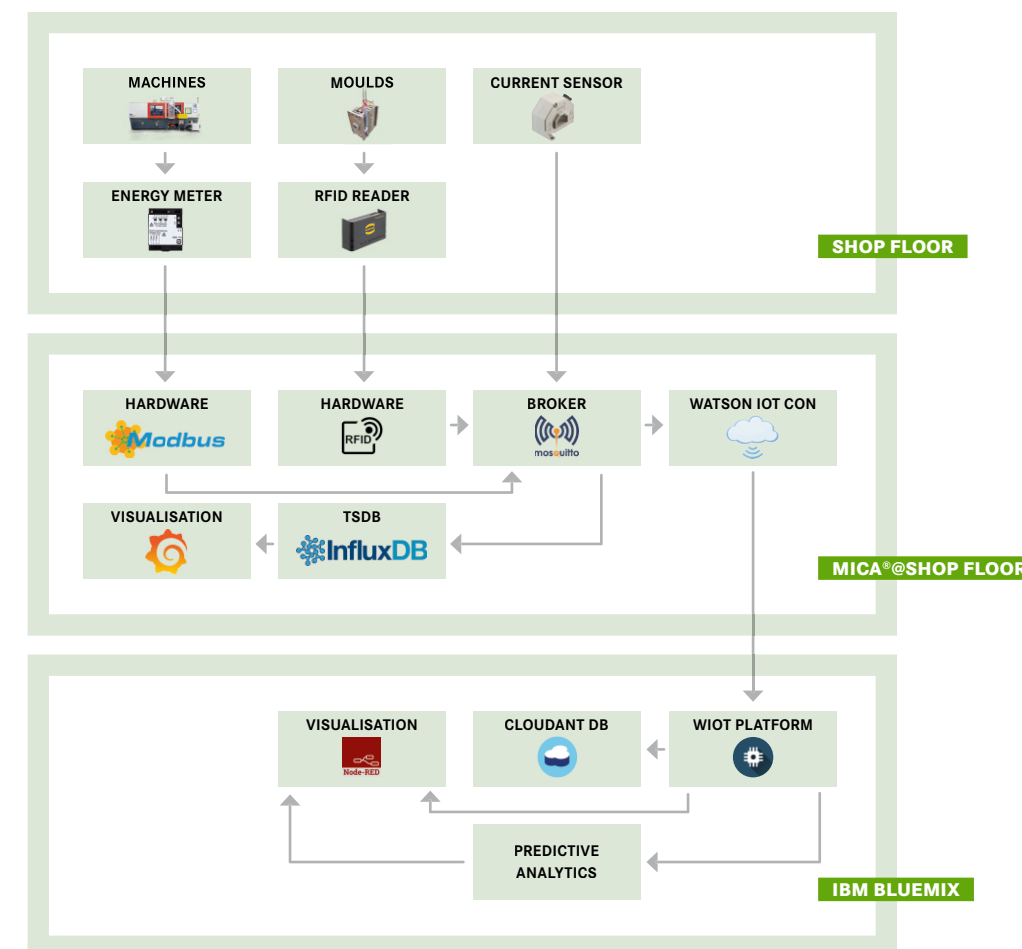 MACHINES
MOULDS
CURRENT SENSOR
ENERGY METER
RFID READER
SHOP FLOOR
HARDWARE
Modbus
HARDWARE
RFID
BROKER
mosquitto
WATSON IOT CON
VISUALISATION
TSDB
InfluxDB
MICA®@SHOP FLOOR
VISUALISATION
Node-RED
CLOUDANT DB
WIOT PLATFORM
PREDICTIVE
ANALYTICS
IBM BLUEMIX